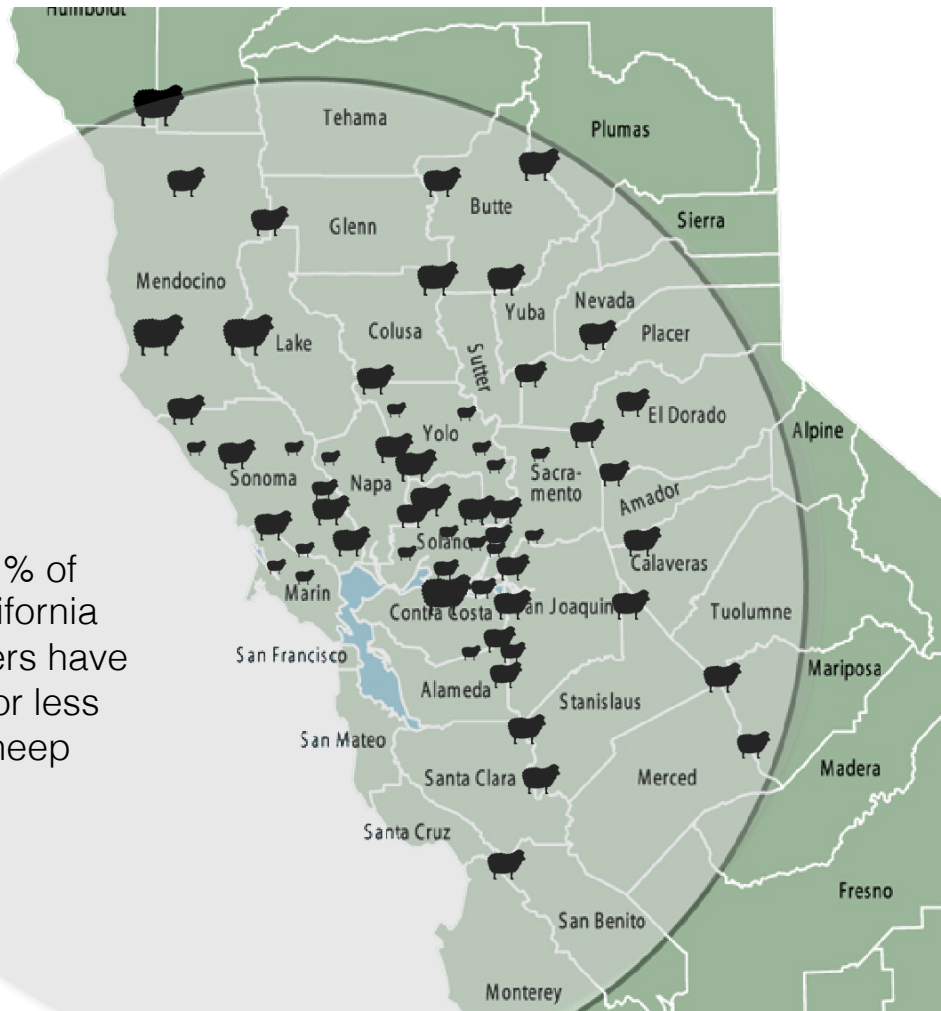 Humboldt
Tehama
Plumas
Butte
Glenn
Sierra
Mendocino
Nevada
Yuba
Placer
Colusa
Lake
Sutter
El Dorado
Yolo
Alpine
Sonoma
Napa
Sacra-
mento
Amador
Solano
Calaveras
% of
ifornia
ers have
or less
heep
Marin
Contra Costa
an Joaquin
Tuolumne
San Francisco
Mariposa
Alameda
Stanislaus
San Mateo
Santa Clara
Merced
Madera
Santa Cruz
Fresno
San Benito
Monterey